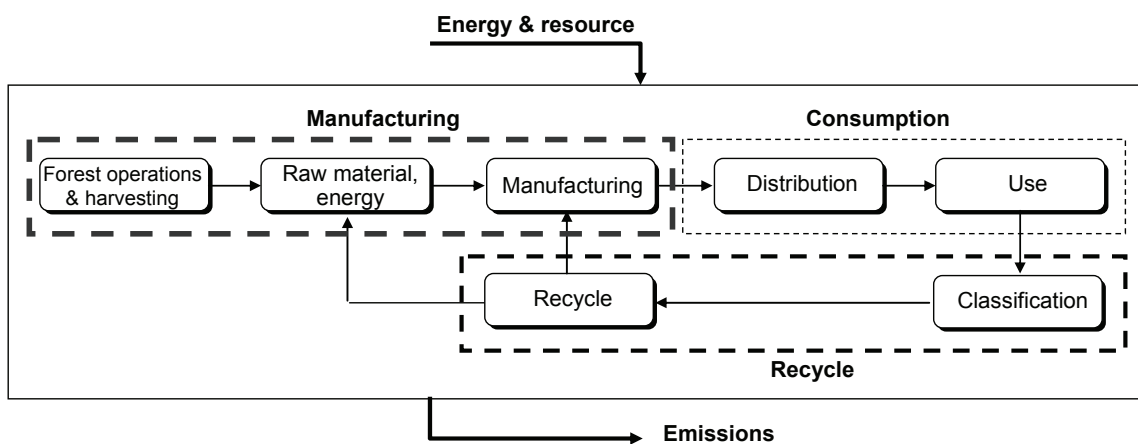 Energy & resource
Manufacturing
Consumption
Forest operations
& harvesting
Raw material,
energy
Manufacturing
Distribution
Use
Recycle
Classification
Recycle
Emissions